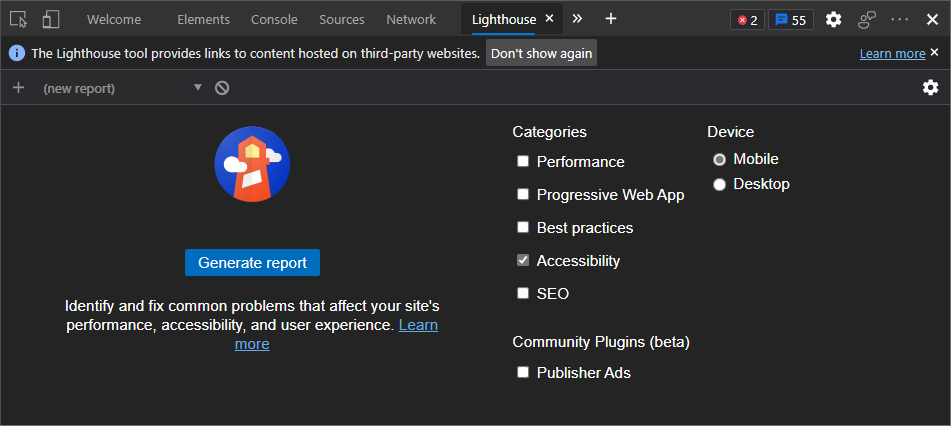 Welcome Elements Console Sources Network Lighthouse 2 55
The Lighthouse tool provides links to content hosted on third-party websites. Don't show again Learn more
(new report)
Categories
Performance
Progressive Web App
Best practices
Accessibility
SEO
Community Plugins (beta)
Publisher Ads
Device
Mobile
Desktop
Generate report
Identify and fix common problems that affect your site's
performance, accessibility, and user experience. Learn
more